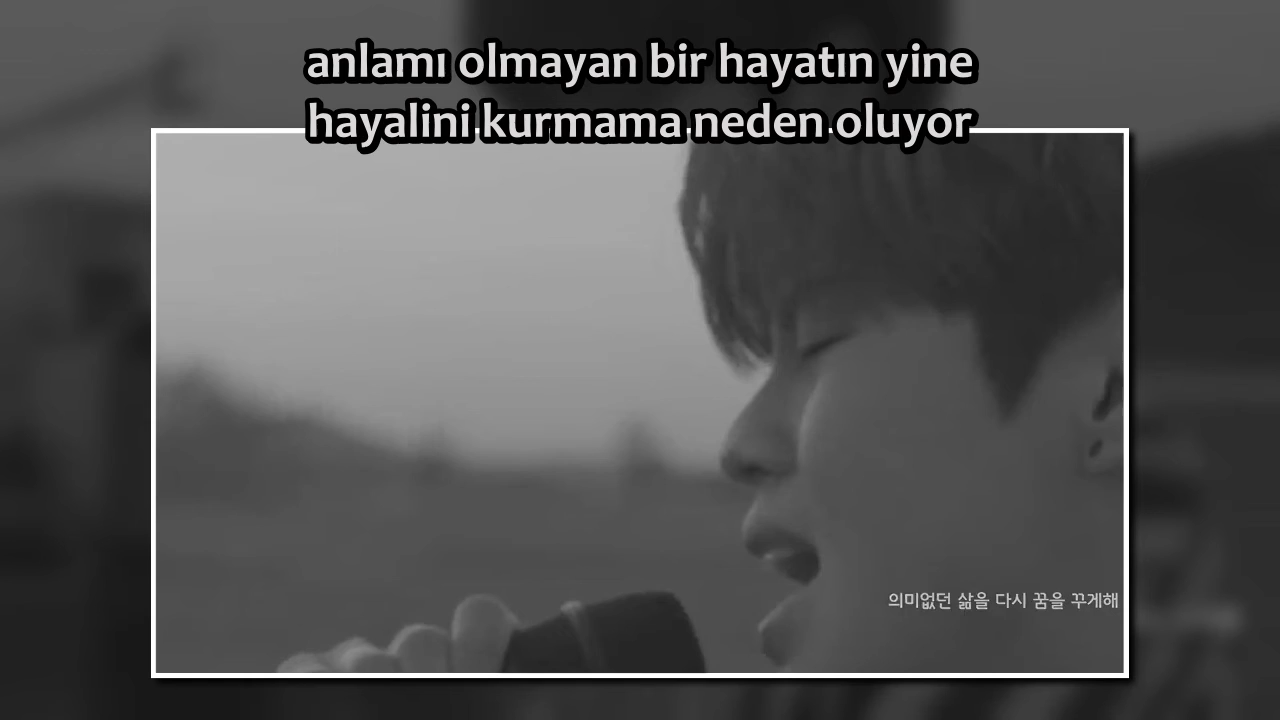 anlamı olmayan bir hayatın yine
hayalini kurmama neden oluyor
의미없던 삶을 다시 꿈을 꾸게해